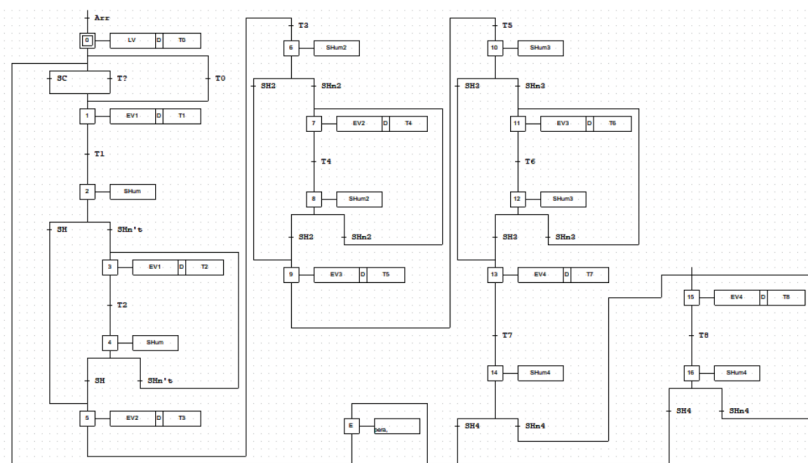 Arr
0 LV D T0
SC T? T0
1 EV1 D T1
T1
2 SHum
SH SHn't
3 EV1 D T2
T2
4 SHum
SH SHn't
5 EV2 D T3
T3
6 SHum2
SH2 SHn2
7 EV2 D T4
T4
8 SHum2
SH2 SHn2
9 EV3 D T5
T5
10 SHum3
SH3 SHn3
11 EV3 D T6
T6
12 SHum3
SH3 SHn3
13 EV4 D T7
T7
14 SHum4
SH4 SHn4
15 EV4 D T8
T8
16 SHum4
SH4 SHn4